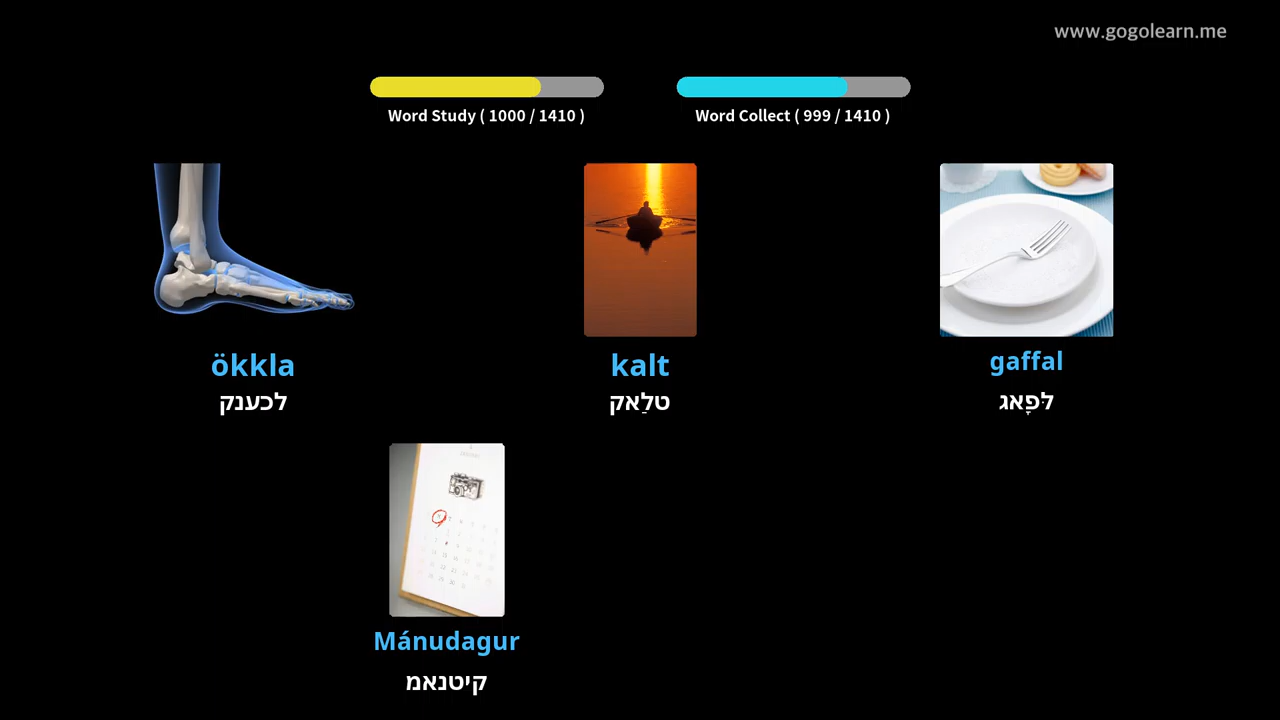 www.gogolearn.me
Word Study ( 1000 / 1410 )
Word Collect ( 999 / 1410 )
ökkla
לכענק
kalt
טלַאק
gaffal
לּפָאג
Mánudagur
קיטנאמ